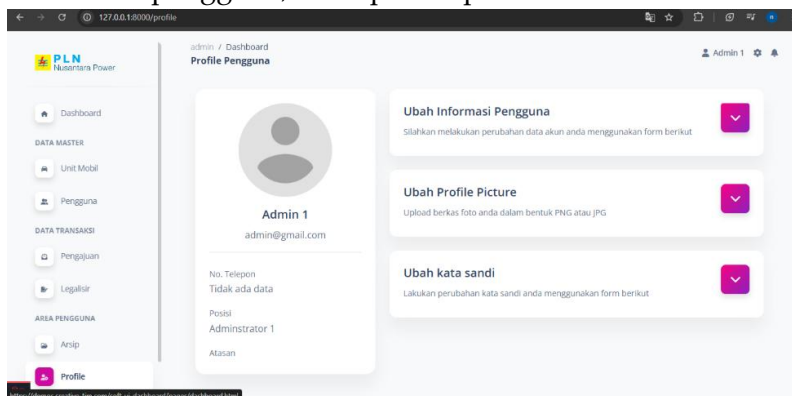 127.0.0.1:8000/profile
PLN
Nusantara Power
admin / Dashboard
Profile Pengguna
Admin 1
Dashboard
DATA MASTER
Unit Mobil
Pengguna
DATA TRANSAKSI
Pengajuan
Legalisir
AREA PENGGUNA
Arsip
Profile
Admin 1
admin@gmail.com
No. Telepon
Tidak ada data
Posisi
Adminstrator 1
Atasan
Ubah Informasi Pengguna
Silahkan melakukan perubahan data akun anda menggunakan form berikut
Ubah Profile Picture
Upload berkas foto anda dalam bentuk PNG atau JPG
Ubah kata sandi
Lakukan perubahan kata sandi anda menggunakan form berikut